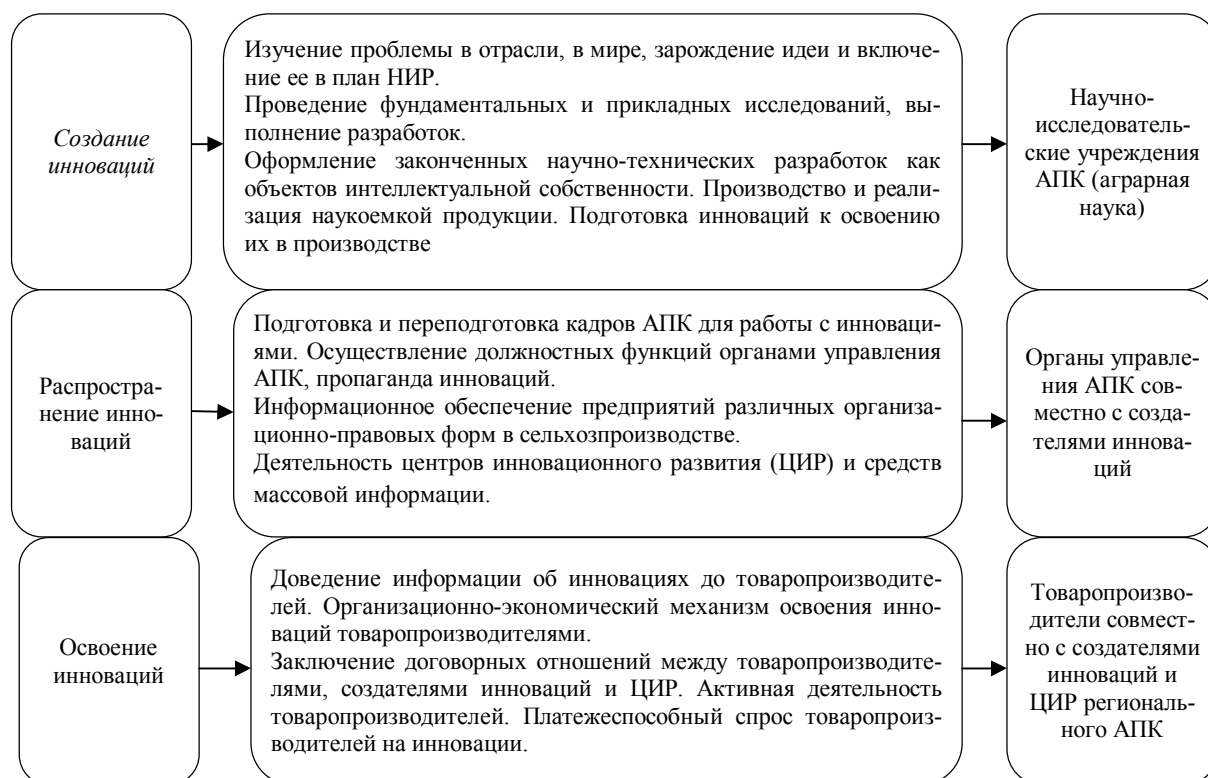 Создание
инноваций
Изучение проблемы в отрасли, в мире, зарождение идеи и включе-
ние ее в план НИР.
Проведение фундаментальных и прикладных исследований, вы-
полнение разработок.
Оформление законченных научно-технических разработок как
объектов интеллектуальной собственности. Производство и реали-
зация наукоемкой продукции. Подготовка инноваций к освоению
их в производстве
Научно-
исследователь-
ские учреждения
АПК (аграрная
наука)
Распростра-
нение инно-
ваций
Подготовка и переподготовка кадров АПК для работы с инноваци-
ями. Осуществление должностных функций органами управления
АПК, пропаганда инноваций.
Информационное обеспечение предприятий различных организа-
ционно-правовых форм в сельхозпроизводстве.
Деятельность центров инновационного развития (ЦИР) и средств
массовой информации.
Органы управле-
ния АПК сов-
местно с созда-
телями иннова-
ций
Освоение
инноваций
Доведение информации об инновациях до товаропроизводите-
лей. Организационно-экономический механизм освоения инно-
ваций товаропроизводителями.
Заключение договорных отношений между товаропроизводите-
лями, создателями инноваций и ЦИР. Активная деятельность
товаропроизводителей. Платежеспособный спрос товаропроиз-
водителей на инновации.
Товаропроизво-
дители совмест-
но с создателями
инноваций и
ЦИР региональ-
ного АПК